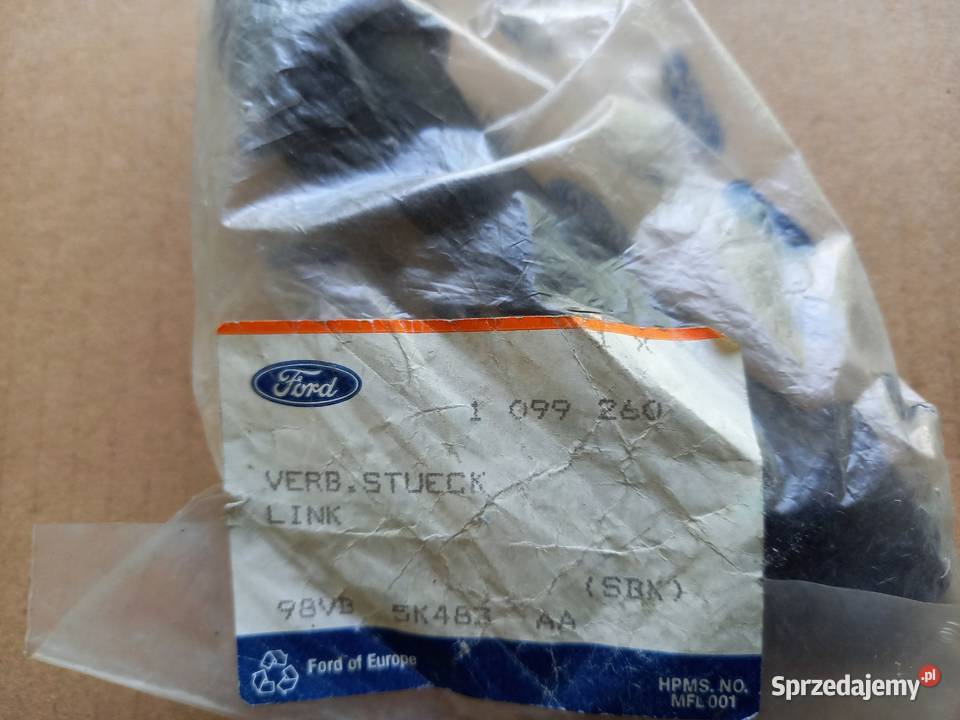 1 X
Ford
1 099 260
VERB.STUECK
LINK
(SBK)
98VB 5K483 AA
Ford of Europe
HPMS. NO.
MFL 001
Sprzedajemy.pl